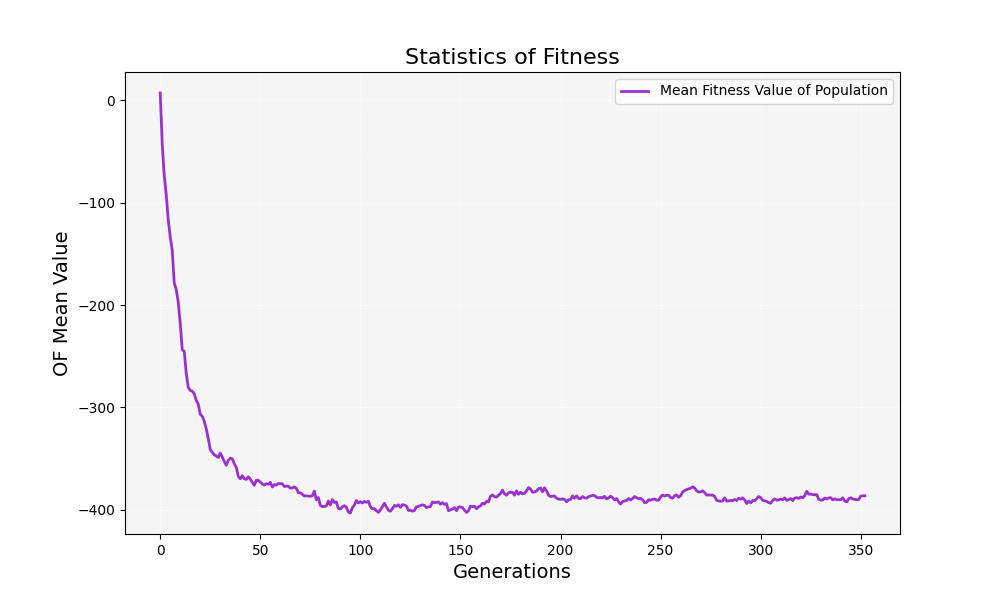 Statistics of Fitness
Mean Fitness Value of Population
OF Mean Value
0
−100
−200
−300
−400
0 50 100 150 200 250 300 350
Generations